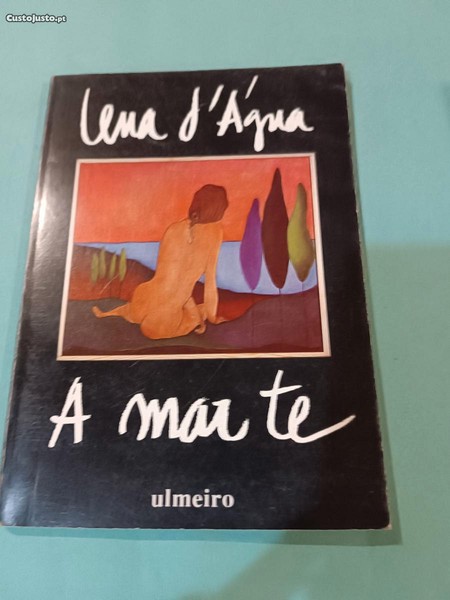 CustoJusto.pt
Lena d'Água
A mar te
ulmeiro